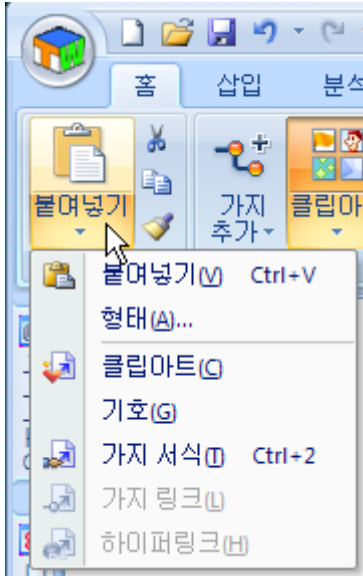 홈 삽입 분석
붙여넣기
가지
추가
클립아
붙여넣기(V) Ctrl+V
형태(A)...
클립아트(C)
기호(G)
가지 서식(T) Ctrl+2
가지 링크(L)
하이퍼링크(H)